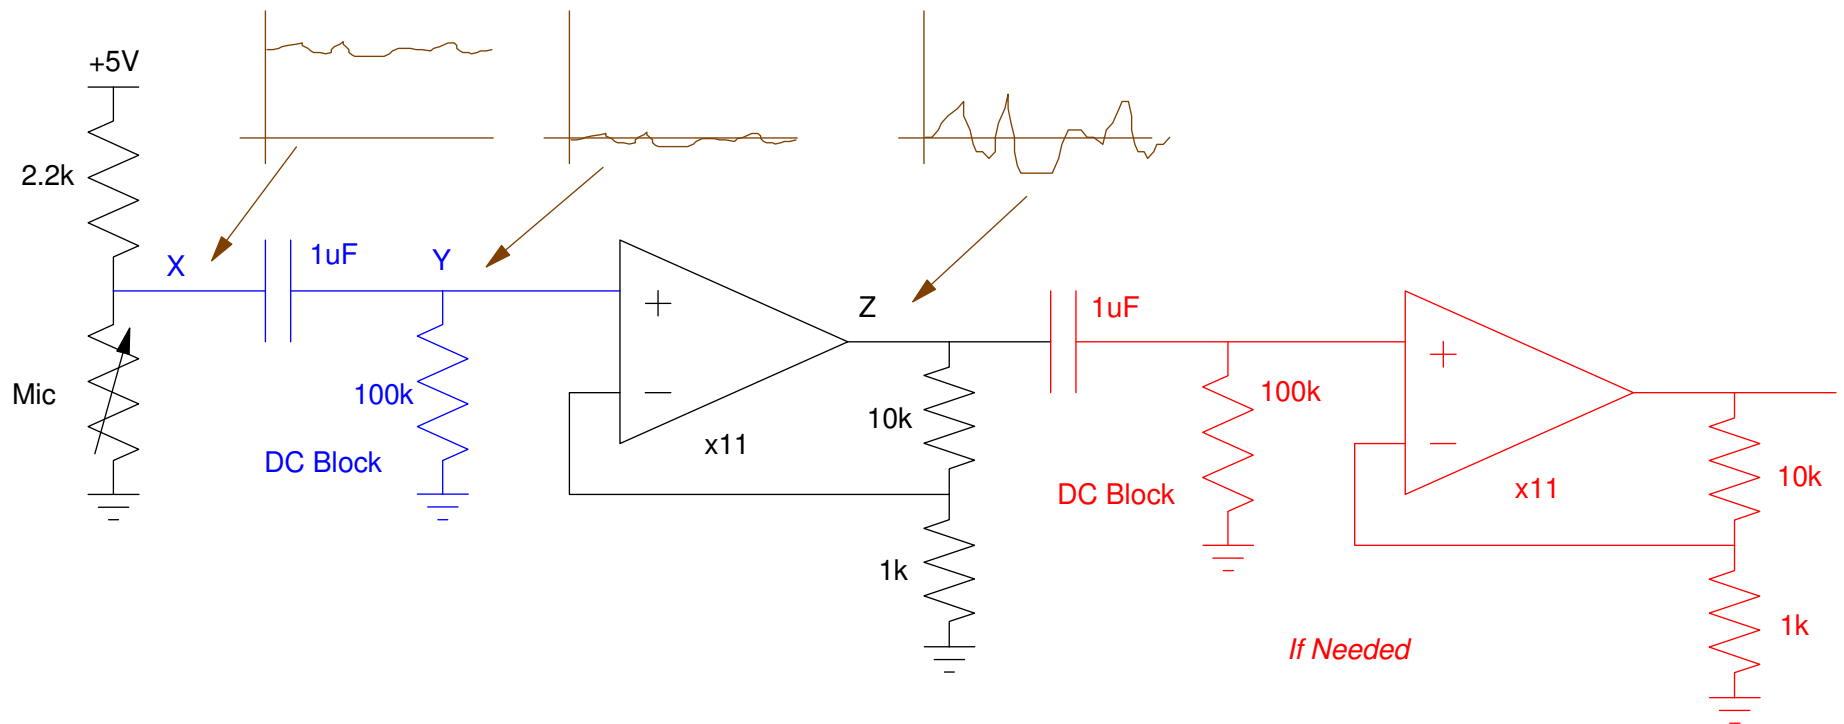 +5V
2.2k
X
1uF
Y
Mic
100k
DC Block
+
−
x11
Z
10k
1k
1uF
100k
DC Block
+
−
x11
10k
1k
If Needed